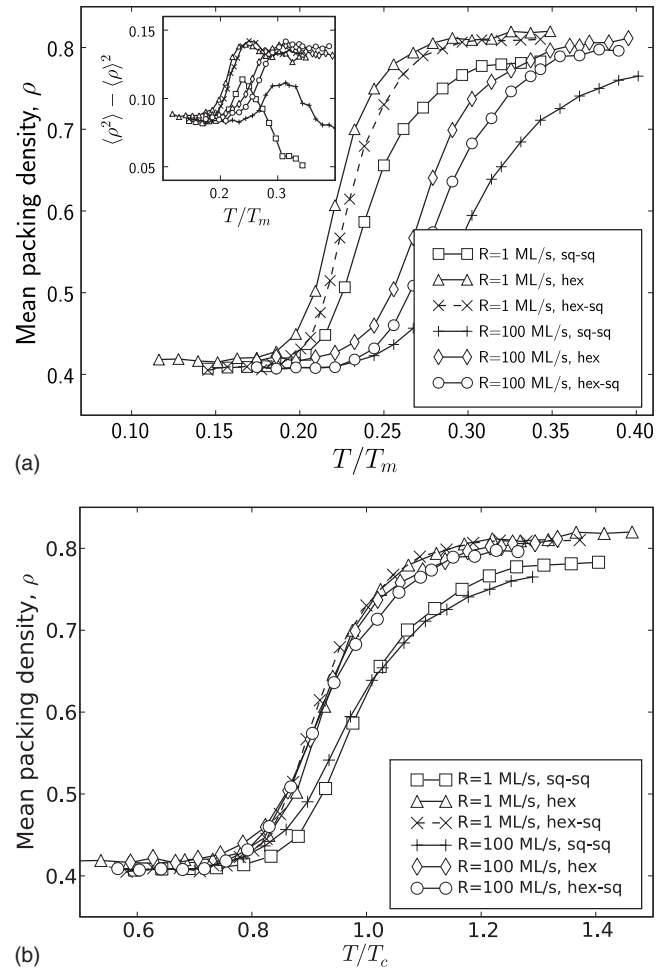 0.15
0.10
0.05
⟨ρ²⟩ − ⟨ρ⟩²
0.2 0.3
T/Tm
0.8
0.7
0.6
0.5
0.4
Mean packing density, ρ
R=1 ML/s, sq-sq
R=1 ML/s, hex
R=1 ML/s, hex-sq
R=100 ML/s, sq-sq
R=100 ML/s, hex
R=100 ML/s, hex-sq
0.10 0.15 0.20 0.25 0.30 0.35 0.40
(a)
T/Tm
0.8
0.7
0.6
0.5
0.4
Mean packing density, ρ
R=1 ML/s, sq-sq
R=1 ML/s, hex
R=1 ML/s, hex-sq
R=100 ML/s, sq-sq
R=100 ML/s, hex
R=100 ML/s, hex-sq
0.6 0.8 1.0 1.2 1.4
(b)
T/Tc